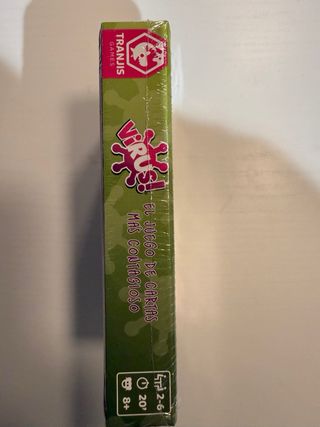 TRANJIS
GAMES
VIRUS!
EL JUEGO DE CARTAS
MÁS CONTAGIOSO
2-6
20'
8+